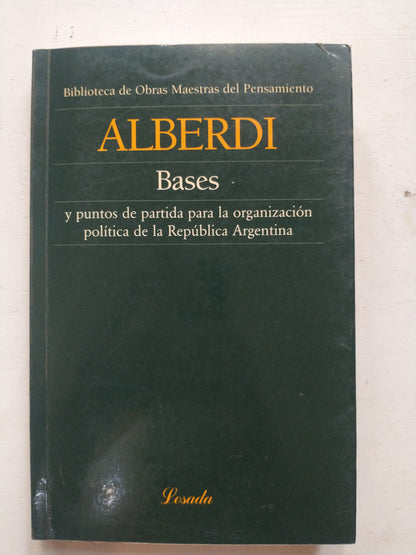 Biblioteca de Obras Maestras del Pensamiento
ALBERDI
Bases
y puntos de partida para la organización
política de la República Argentina
Losada